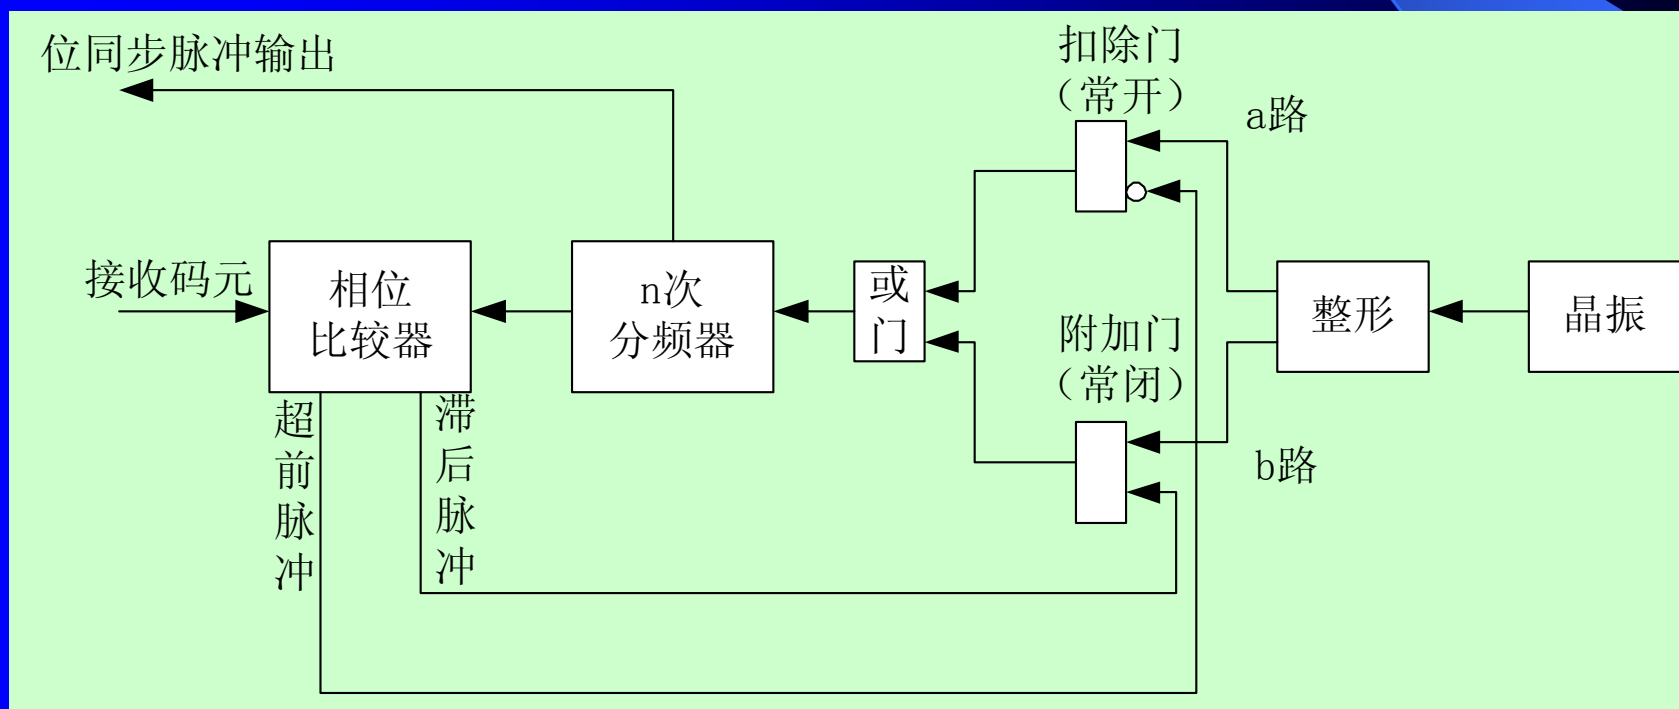 位同步脉冲输出
扣除门
（常开）
a路
接收码元
相位
比较器
n次
分频器
或
门
附加门
（常闭）
整形
晶振
b路
超
前
脉
冲
滞
后
脉
冲